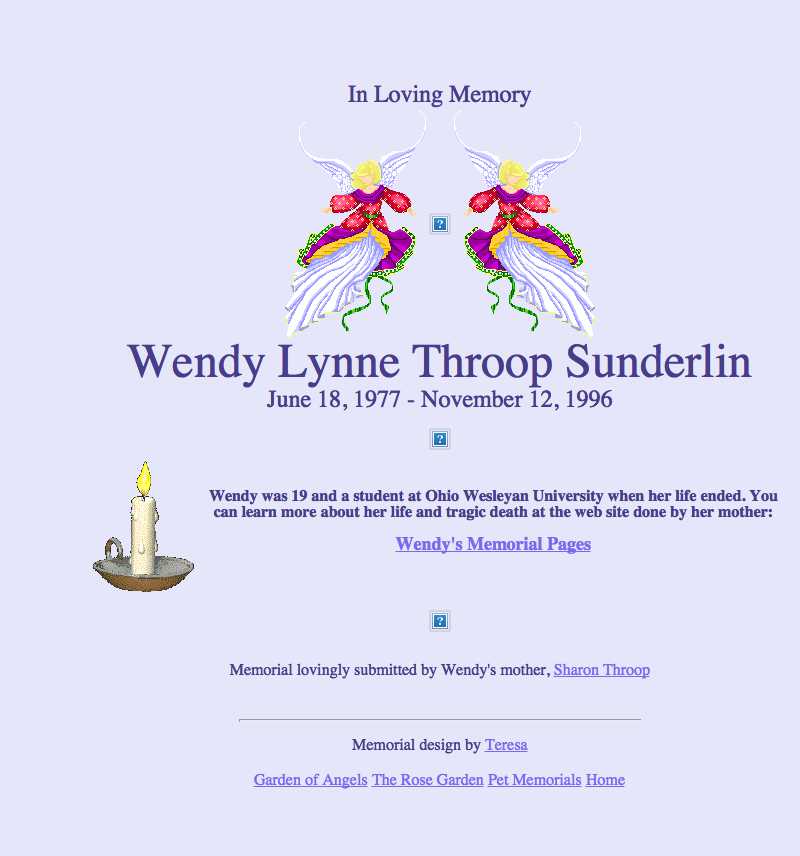 In Loving Memory
Wendy Lynne Throop Sunderlin
June 18, 1977 - November 12, 1996
Wendy was 19 and a student at Ohio Wesleyan University when her life ended. You
can learn more about her life and tragic death at the web site done by her mother:
Wendy's Memorial Pages
Memorial lovingly submitted by Wendy's mother, Sharon Throop
Memorial design by Teresa
Garden of Angels The Rose Garden Pet Memorials Home